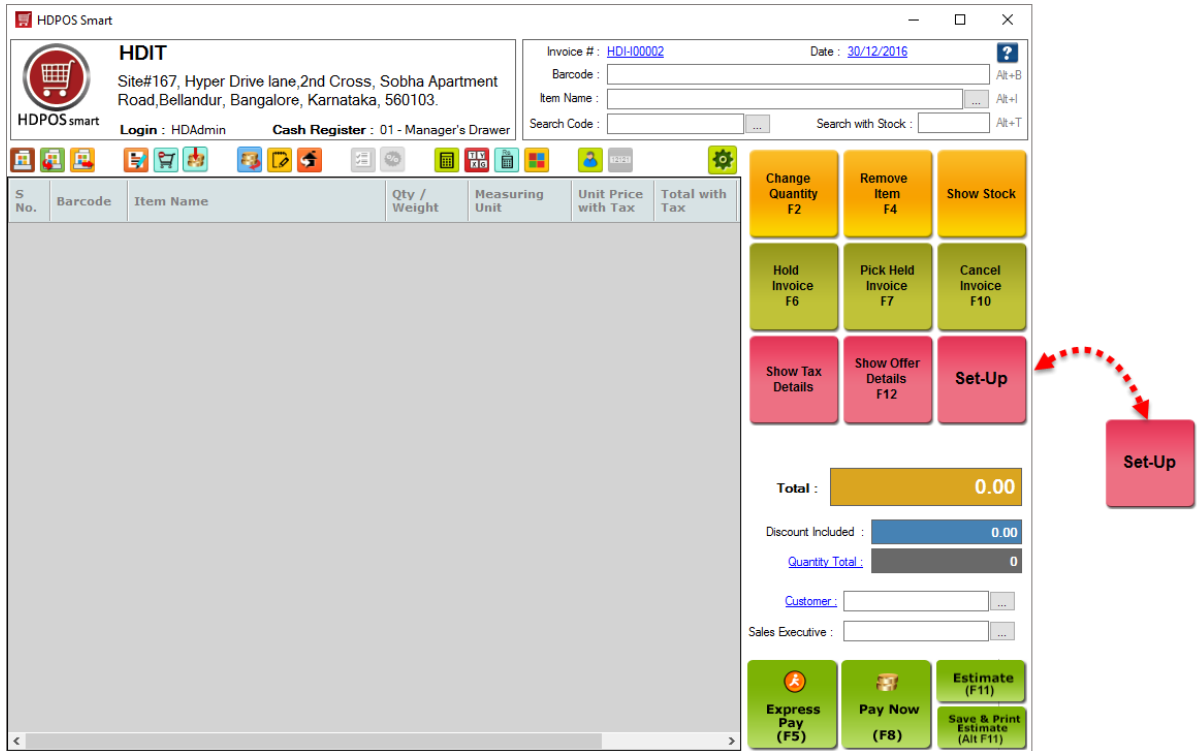 HDPOS Smart
HDIT
Site#167, Hyper Drive lane,2nd Cross, Sobha Apartment
Road,Bellandur, Bangalore, Karnataka, 560103.
HDPOS smart
Login : HDAdmin Cash Register : 01 - Manager's Drawer
Invoice # : HDI-I00002 Date : 30/12/2016 ?
Barcode : Alt+B
Item Name : ... Alt+I
Search Code : ... Search with Stock : Alt+T
S No.
Barcode
Item Name
Qty / Weight
Measuring Unit
Unit Price with Tax
Total with Tax
Change
Quantity
F2
Remove
Item
F4
Show Stock
Hold
Invoice
F6
Pick Held
Invoice
F7
Cancel
Invoice
F10
Show Tax
Details
Show Offer
Details
F12
Set-Up
Set-Up
Total : 0.00
Discount Included : 0.00
Quantity Total : 0
Customer : ...
Sales Executive : ...
Express
Pay
(F5)
Pay Now
(F8)
Estimate
(F11)
Save & Print
Estimate
(Alt F11)